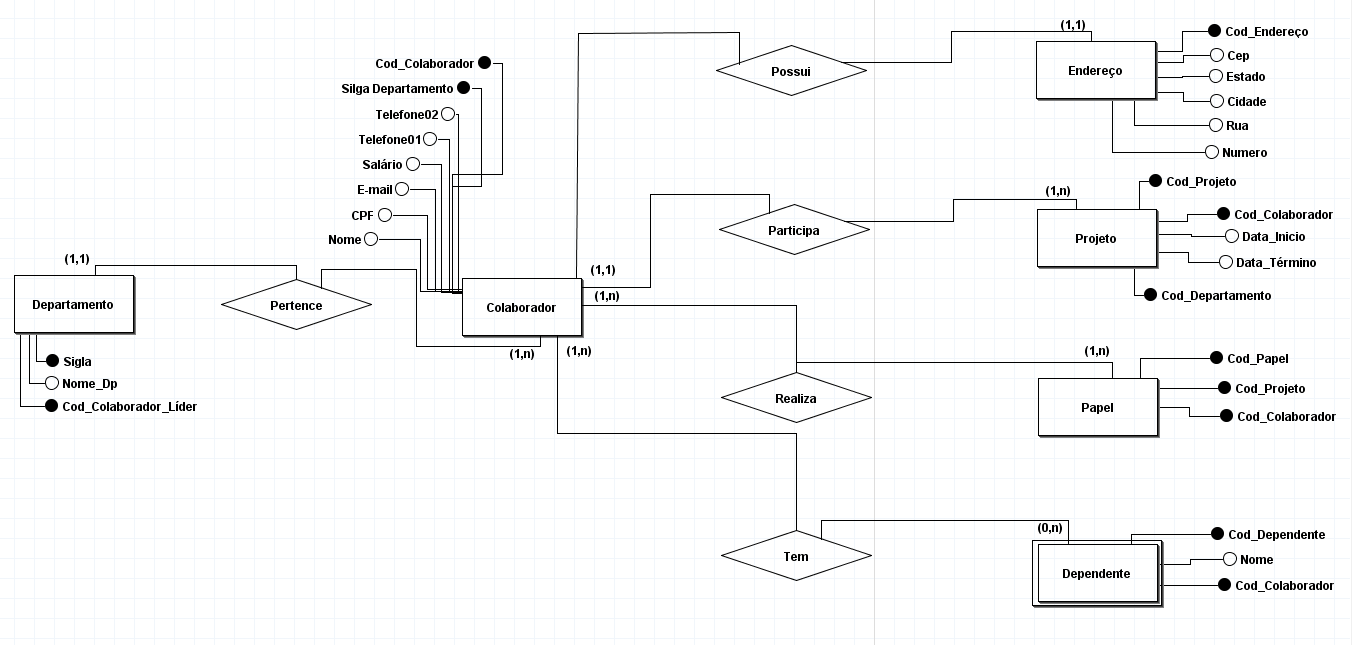 (1,1)
Cod_Endereço
Cep
Endereço
Estado
Cidade
Rua
Numero
Possui
Cod_Colaborador
Silga Departamento
Telefone02
Telefone01
Salário
E-mail
CPF
Nome
(1,n)
Cod_Projeto
Cod_Colaborador
Projeto
Data_Inicio
Data_Término
Cod_Departamento
Participa
(1,1)
Departamento
Pertence
Colaborador
(1,1)
(1,n)
(1,n)
(1,n)
Sigla
Nome_Dp
Cod_Colaborador_Líder
Realiza
(1,n)
Cod_Papel
Cod_Projeto
Papel
Cod_Colaborador
Tem
(0,n)
Cod_Dependente
Nome
Dependente
Cod_Colaborador